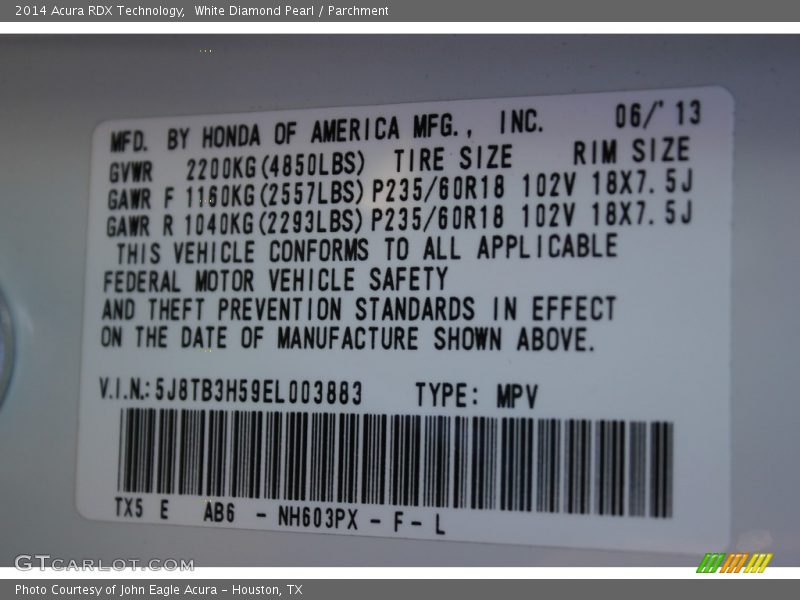 2014 Acura RDX Technology,  White Diamond Pearl / Parchment
MFD. BY HONDA OF AMERICA MFG., INC. 06/'13
GVWR 2200KG(4850LBS) TIRE SIZE RIM SIZE
GAWR F 1160KG(2557LBS) P235/60R18 102V 18X7.5J
GAWR R 1040KG(2293LBS) P235/60R18 102V 18X7.5J
THIS VEHICLE CONFORMS TO ALL APPLICABLE
FEDERAL MOTOR VEHICLE SAFETY
AND THEFT PREVENTION STANDARDS IN EFFECT
ON THE DATE OF MANUFACTURE SHOWN ABOVE.
V.I.N.: 5J8TB3H59EL003883 TYPE: MPV
TX5 E AB6 - NH603PX - F - L
GTCARLOT.COM
Photo Courtesy of John Eagle Acura - Houston, TX